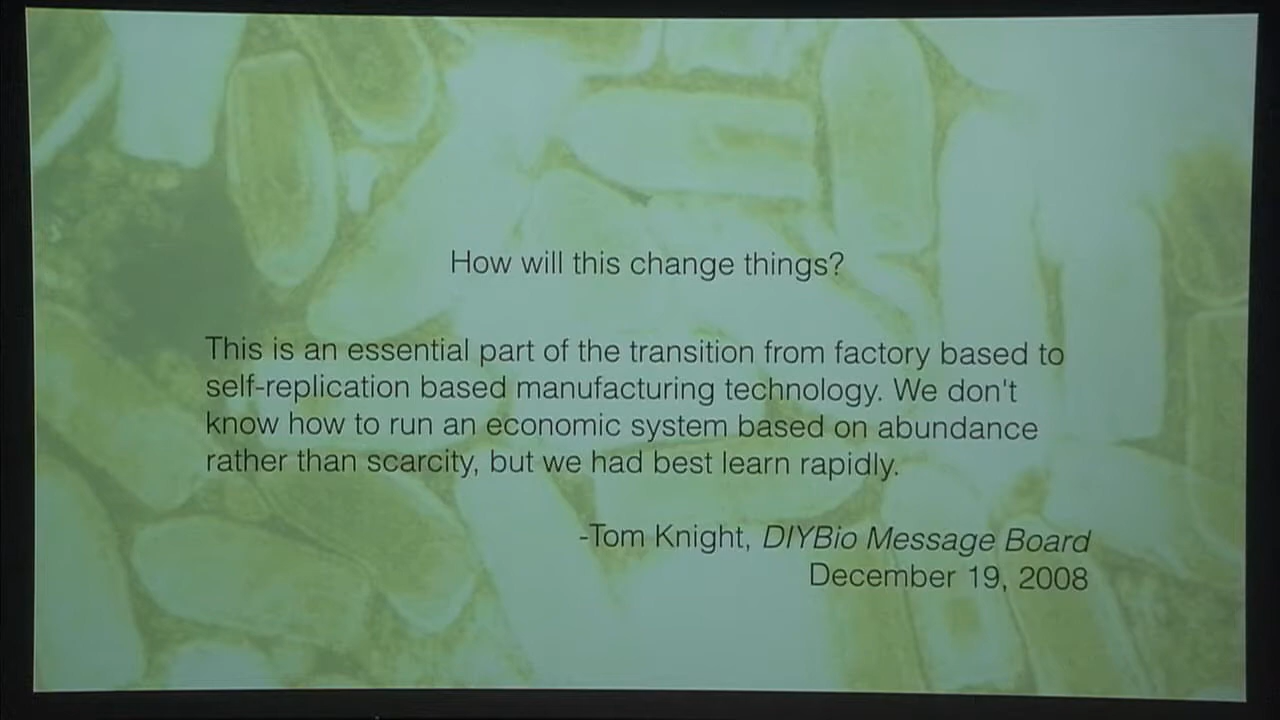 How will this change things?
This is an essential part of the transition from factory based to
self-replication based manufacturing technology. We don't
know how to run an economic system based on abundance
rather than scarcity, but we had best learn rapidly.
-Tom Knight, DIYBio Message Board
December 19, 2008